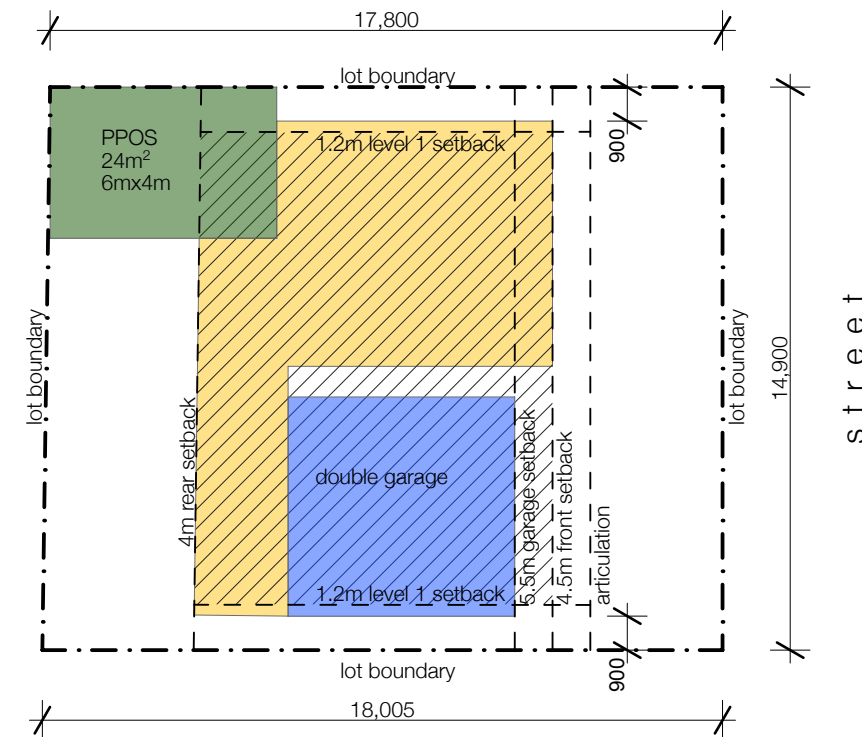 17,800
lot boundary
PPOS
24m²
6mx4m
1.2m level 1 setback
900
lot boundary
4m rear setback
double garage
5.5m garage setback
4.5m front setback
articulation
lot boundary
14,900
street
1.2m level 1 setback
900
lot boundary
18,005